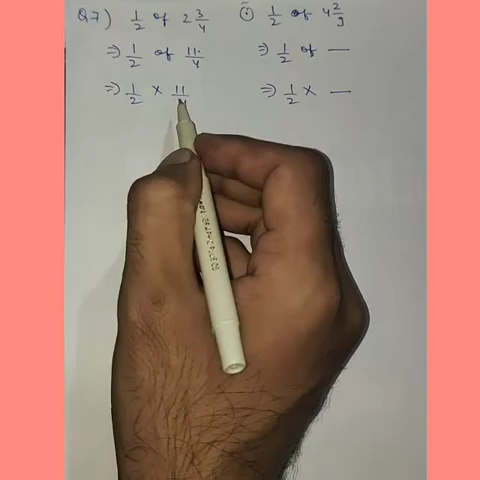 Q7) 1/2 of 2 3/4
⇒ 1/2 of 11/4
⇒ 1/2 × 11/
① 1/2 of 4 2/9
⇒ 1/2 of —
⇒ 1/2 × —